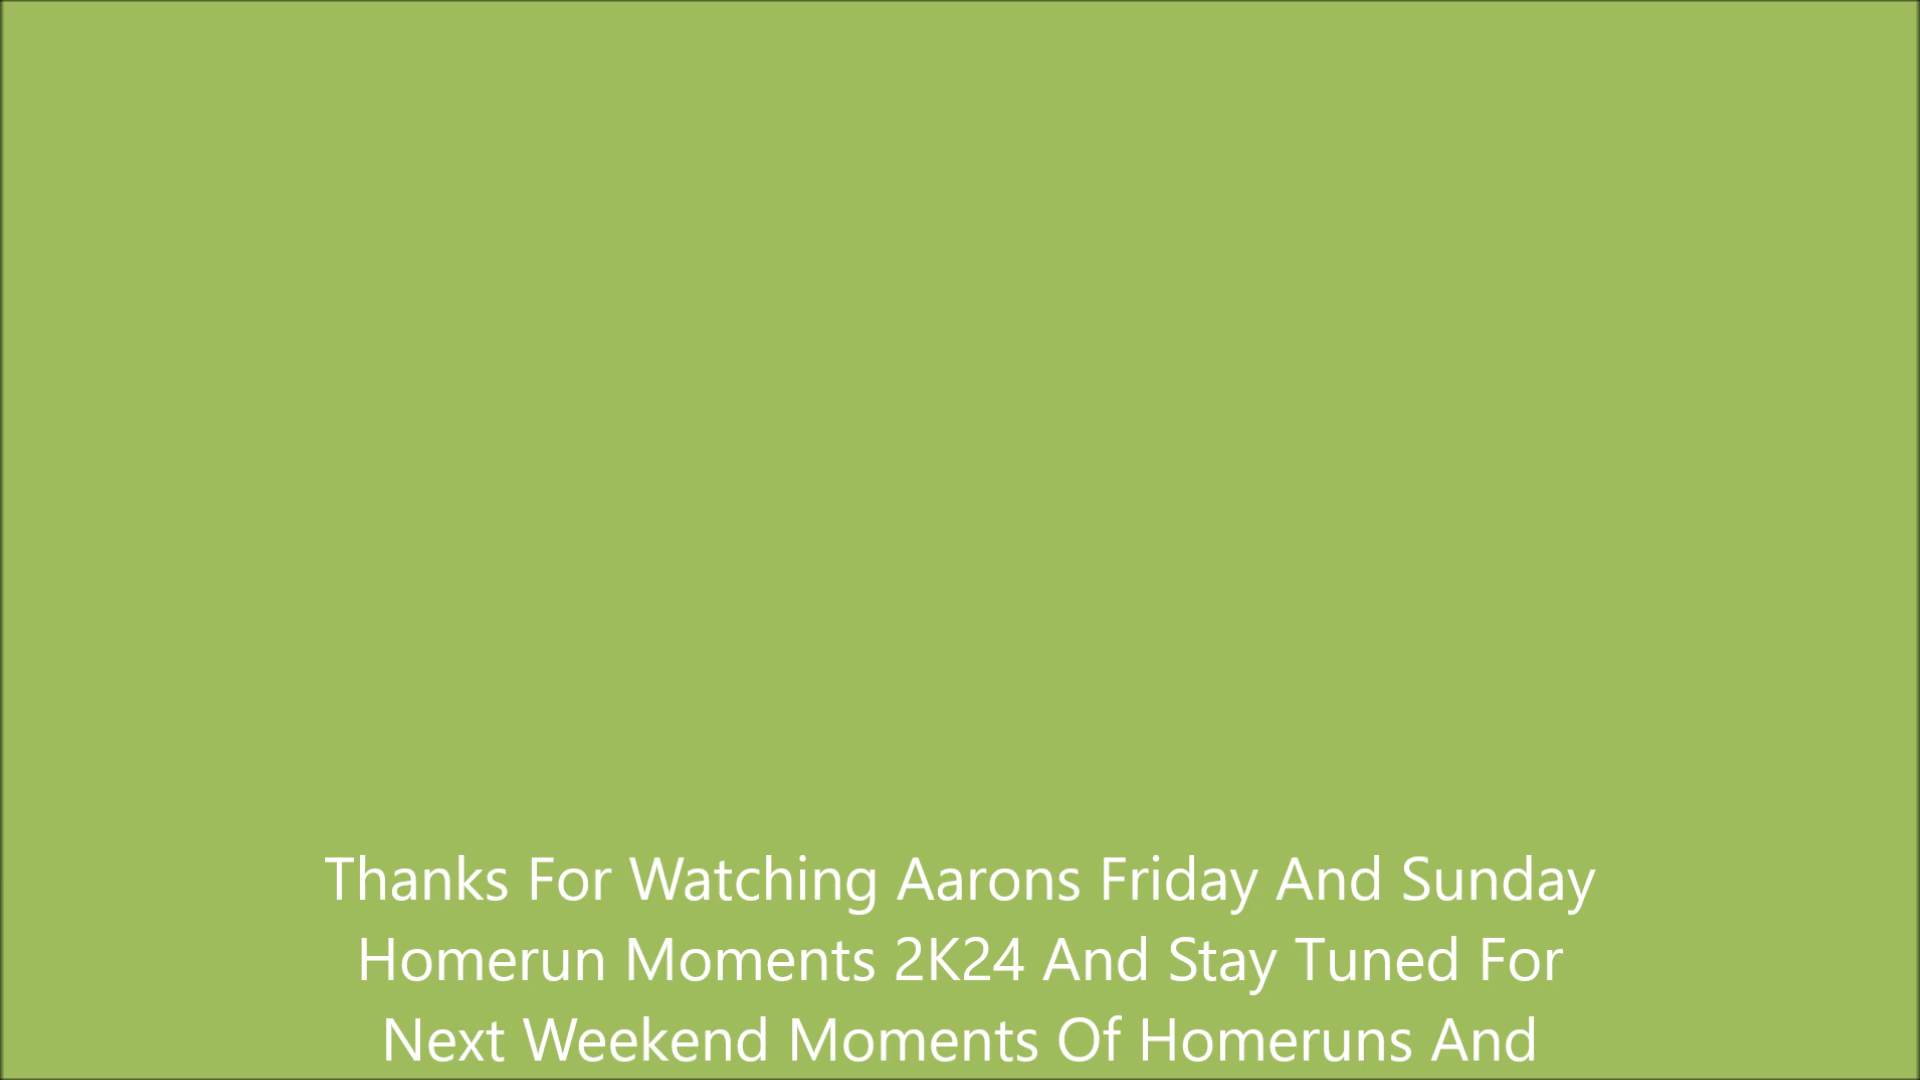 Thanks For Watching Aarons Friday And Sunday
Homerun Moments 2K24 And Stay Tuned For
Next Weekend Moments Of Homeruns And